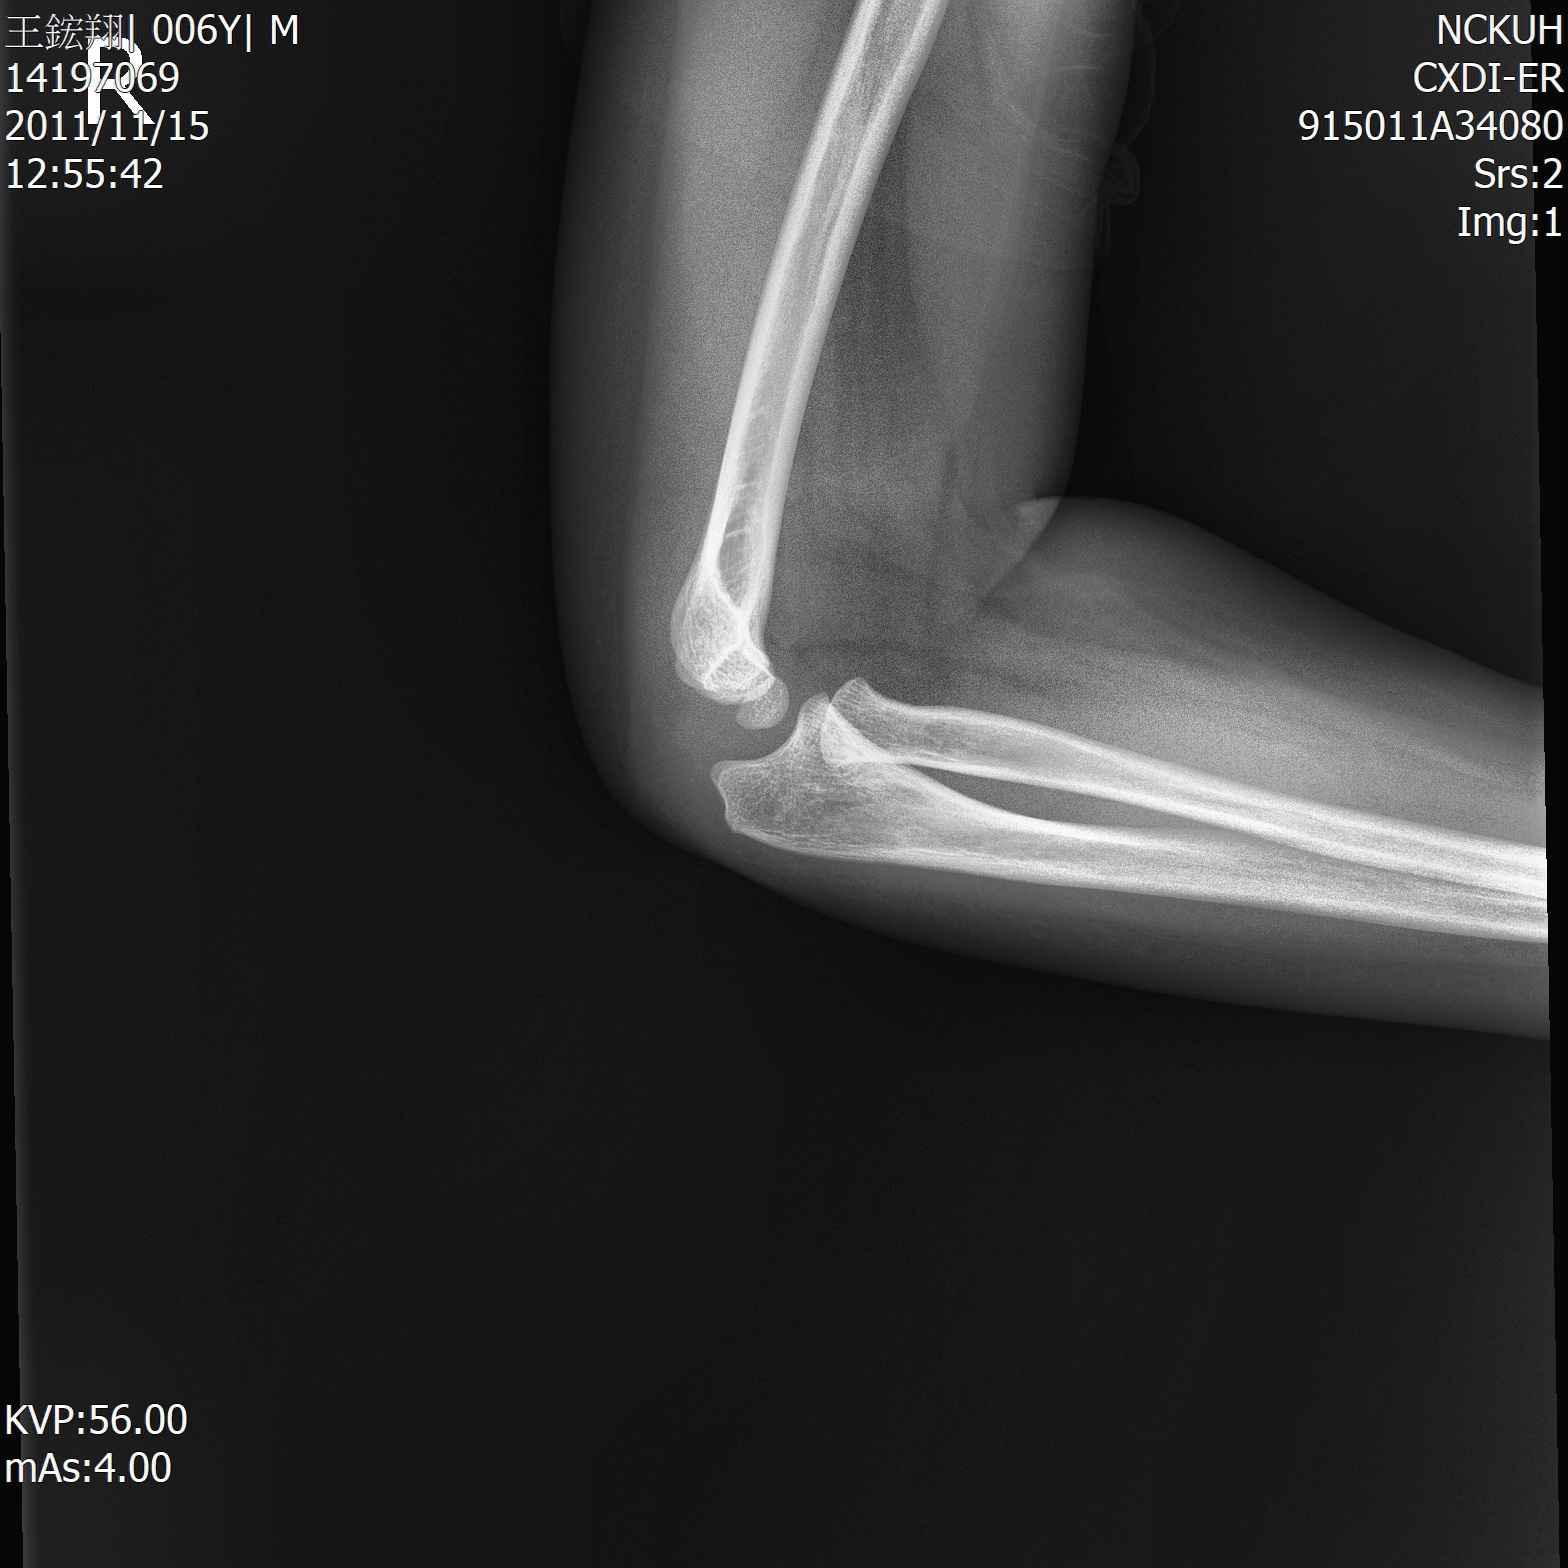 王鋐翔| 006Y| M
R
14197069
2011/11/15
12:55:42
NCKUH
CXDI-ER
915011A34080
Srs:2
Img:1
KVP:56.00
mAs:4.00